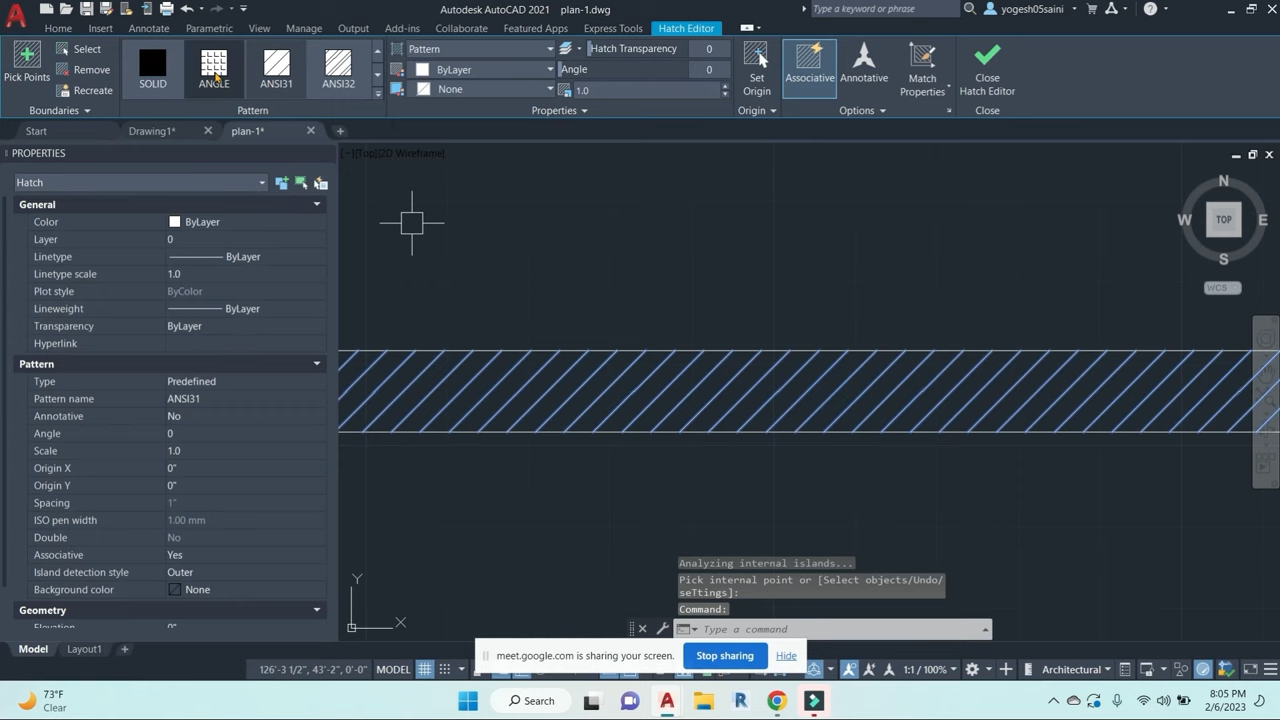 Autodesk AutoCAD 2021 plan-1.dwg
Type a keyword or phrase
yogesh05saini
Home Insert Annotate Parametric View Manage Output Add-ins Collaborate Featured Apps Express Tools Hatch Editor
Pick Points
Select
Remove
Recreate
Boundaries
SOLID ANGLE ANSI31 ANSI32
Pattern
Pattern
ByLayer
None
Hatch Transparency 0
Angle 0
1.0
Properties
Set Origin
Origin
Associative
Annotative
Match Properties
Options
Close Hatch Editor
Close
Start Drawing1* plan-1*
PROPERTIES
[−][Top][2D Wireframe]
Hatch
General
Color ByLayer
Layer 0
Linetype ByLayer
Linetype scale 1.0
Plot style ByColor
Lineweight ByLayer
Transparency ByLayer
Hyperlink
Pattern
Type Predefined
Pattern name ANSI31
Annotative No
Angle 0
Scale 1.0
Origin X 0"
Origin Y 0"
Spacing 1"
ISO pen width 1.00 mm
Double No
Associative Yes
Island detection style Outer
Background color None
Geometry
N
W TOP E
S
WCS
Y
X
Analyzing internal islands...
Pick internal point or [Select objects/Undo/
seTtings]:
Command:
Type a command
Model Layout1
meet.google.com is sharing your screen. Stop sharing Hide
126'-3 1/2", 43'-2", 0'-0" MODEL 1:1 / 100% Architectural
73°F
Clear
Search
8:05 PM
2/6/2023